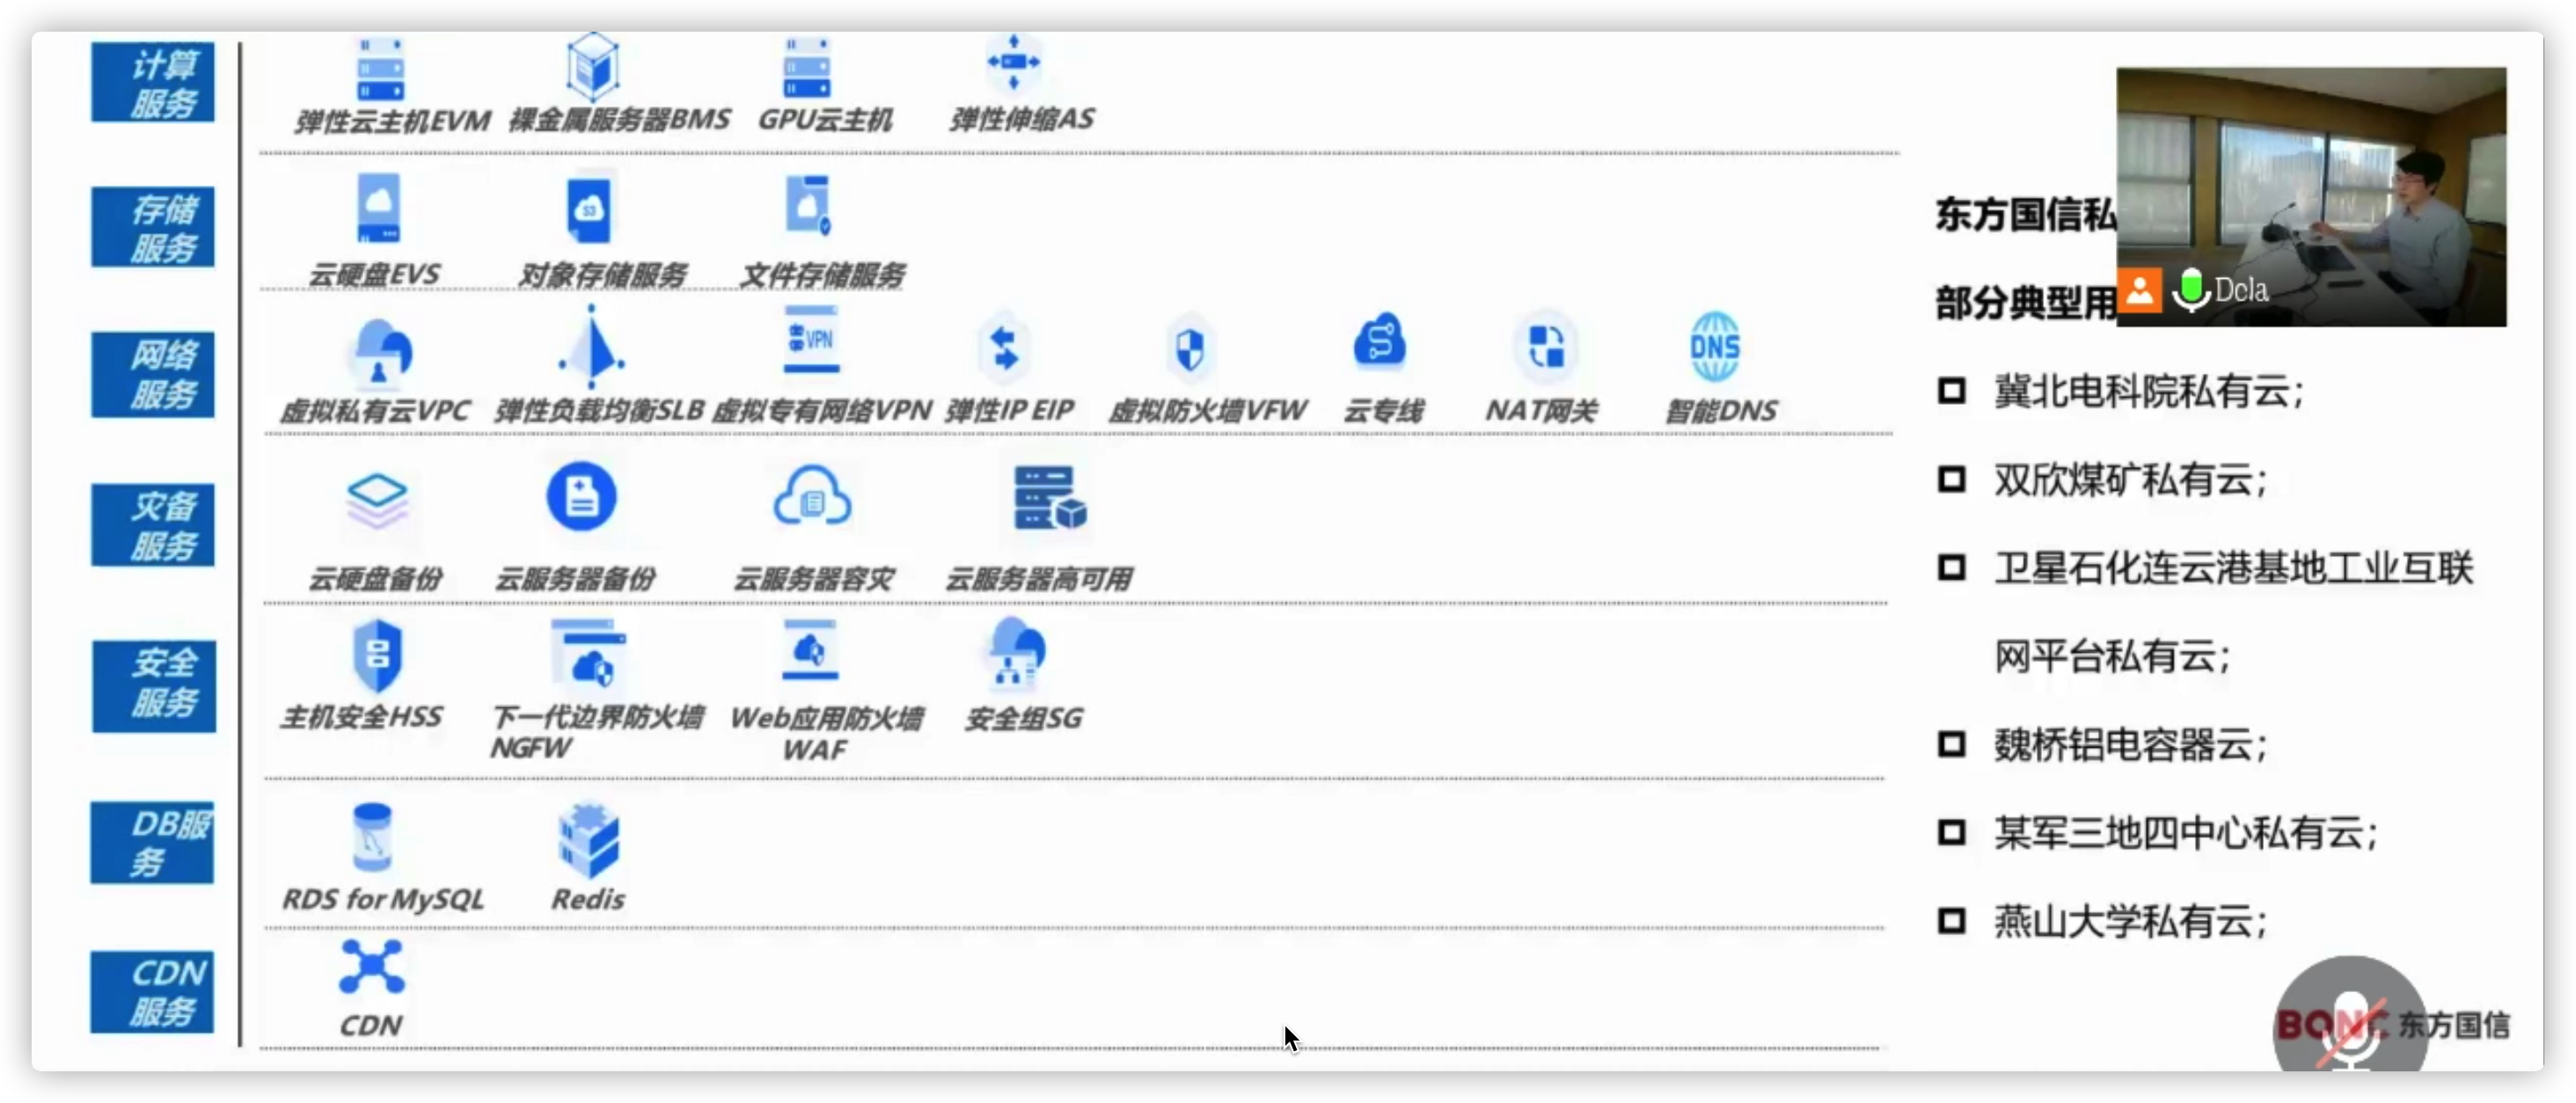 计算
服务
弹性云主机EVM 裸金属服务器BMS GPU云主机 弹性伸缩AS
存储
服务
S3
云硬盘EVS 对象存储服务 文件存储服务
网络
服务
VPN
DNS
虚拟私有云VPC 弹性负载均衡SLB 虚拟专有网络VPN 弹性IP EIP 虚拟防火墙VFW 云专线 NAT网关 智能DNS
灾备
服务
云硬盘备份 云服务器备份 云服务器容灾 云服务器高可用
安全
服务
主机安全HSS 下一代边界防火墙 Web应用防火墙 安全组SG
NGFW WAF
DB服
务
RDS for MySQL Redis
CDN
服务
CDN
东方国信私
部分典型用
Dcla
冀北电科院私有云；
双欣煤矿私有云；
卫星石化连云港基地工业互联
网平台私有云；
魏桥铝电容器云；
某军三地四中心私有云；
燕山大学私有云；
BONC 东方国信